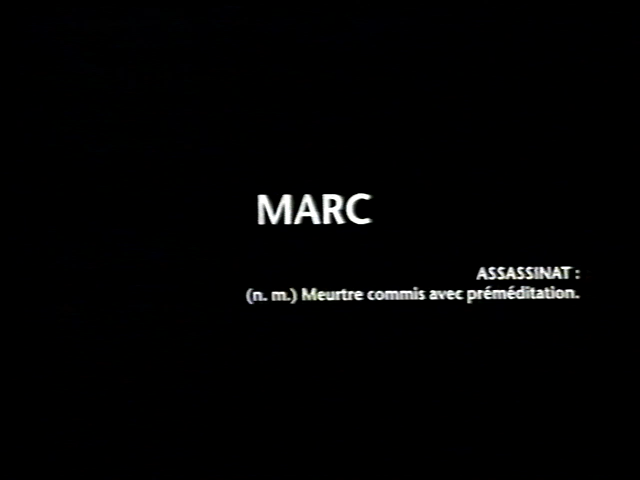 MARC
ASSASSINAT :
(n. m.) Meurtre commis avec préméditation.